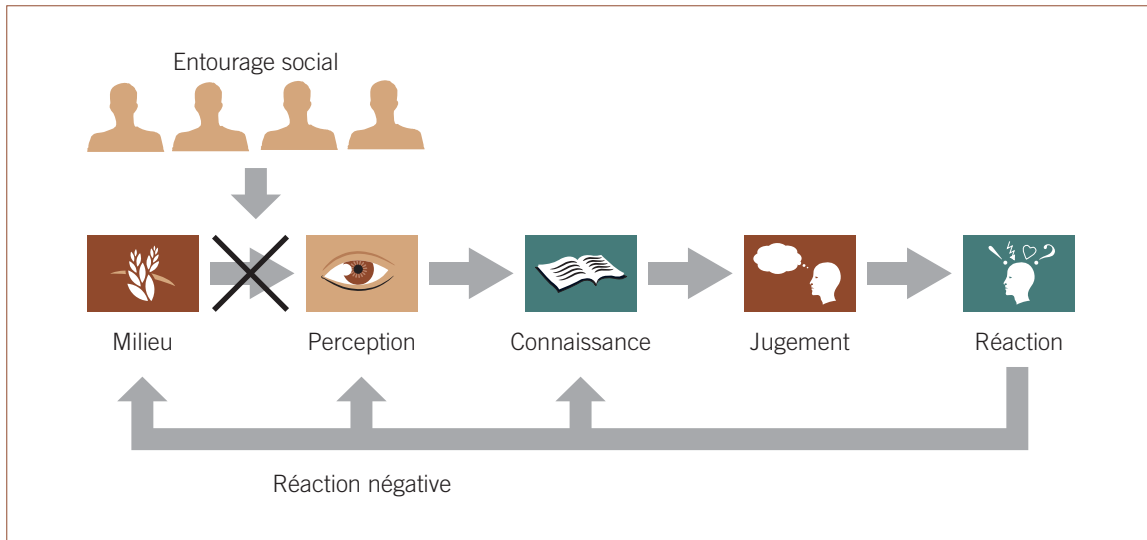 Entourage social
Milieu
Perception
Connaissance
Jugement
Réaction
Réaction négative